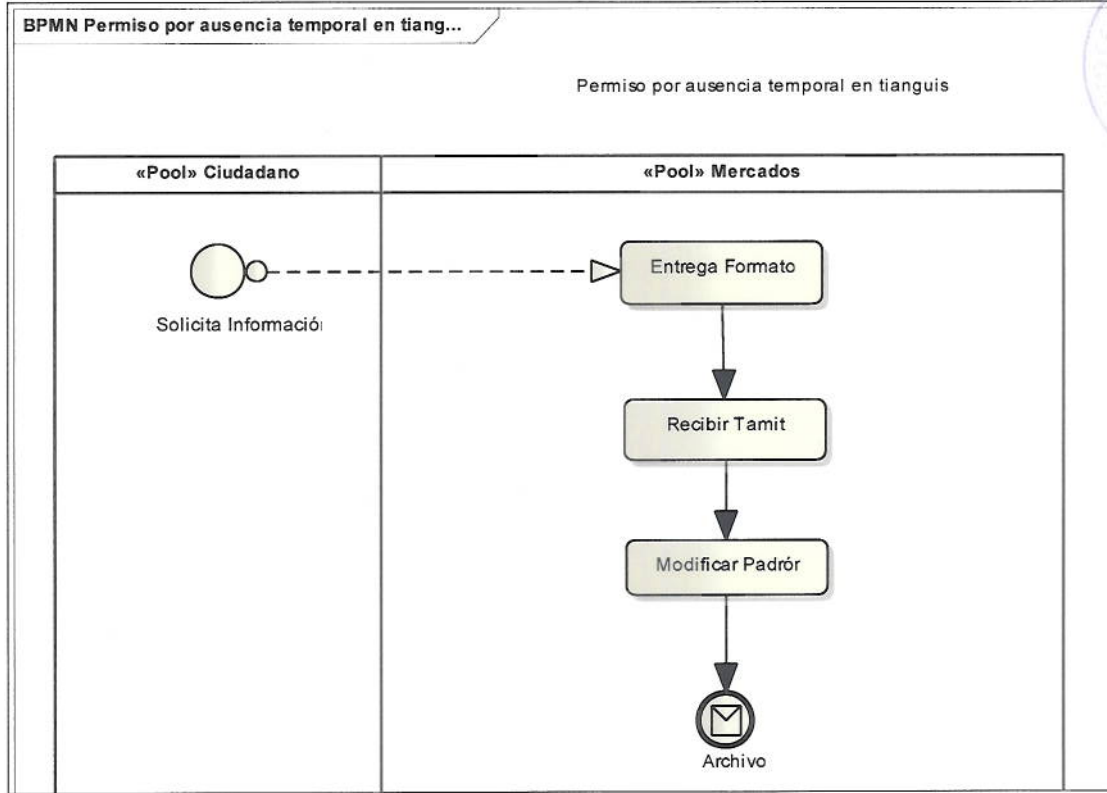 BPMN Permiso por ausencia temporal en tiang...
Permiso por ausencia temporal en tianguis
«Pool» Ciudadano
«Pool» Mercados
Entrega Formato
Solicita Informació
Recibir Tamit
Modificar Padrór
Archivo